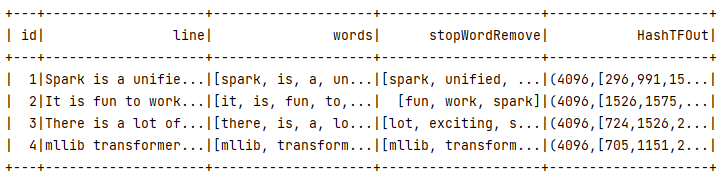 +---+--------------------+--------------------+--------------------+--------------------+
| id|                line|               words|      stopWordRemove|           HashTFOut|
+---+--------------------+--------------------+--------------------+--------------------+
|  1|Spark is a unifie...|[spark, is, a, un...|[spark, unified, ...|(4096,[296,991,15...|
|  2|It is fun to work...|[it, is, fun, to,...|  [fun, work, spark]|(4096,[1526,1575,...|
|  3|There is a lot of...|[there, is, a, lo...|[lot, exciting, s...|(4096,[724,1526,2...|
|  4|mllib transformer...|[mllib, transform...|[mllib, transform...|(4096,[705,1151,2...|
+---+--------------------+--------------------+--------------------+--------------------+